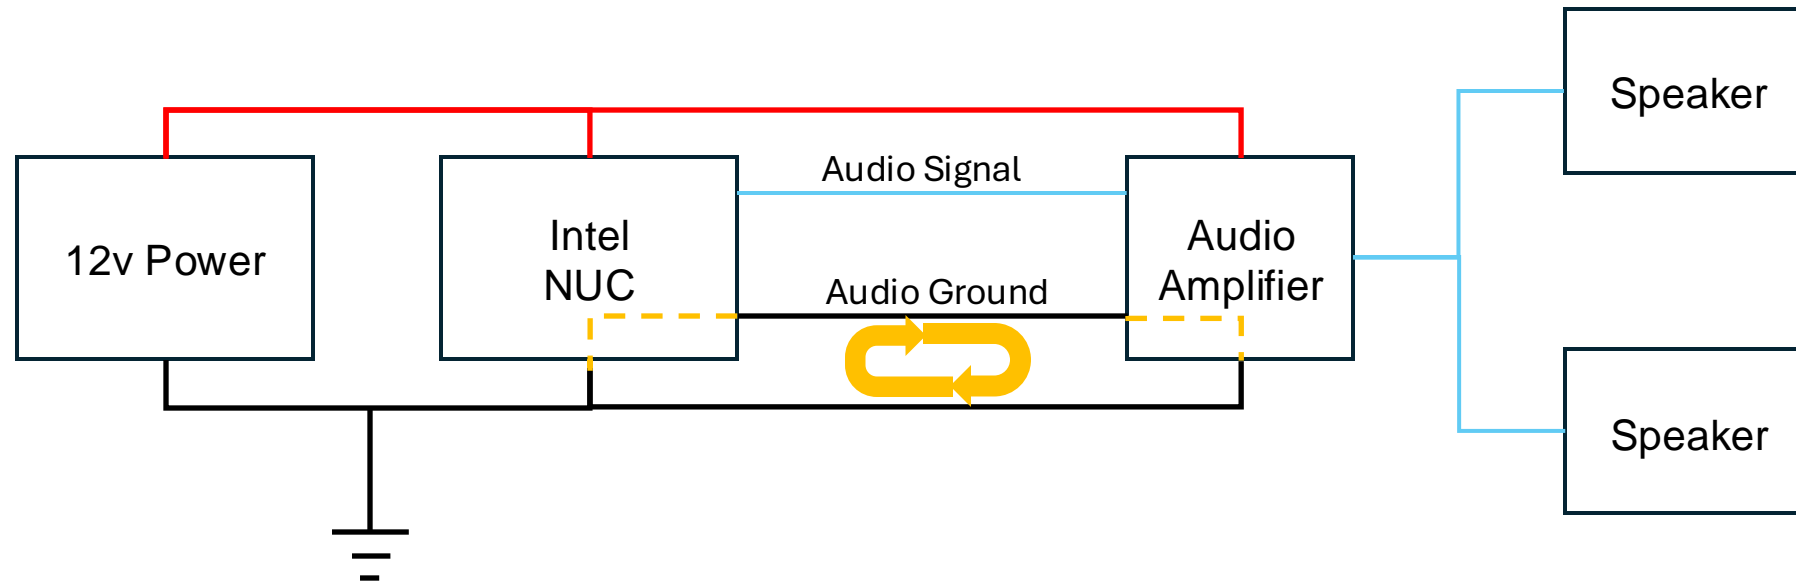 Speaker
Audio Signal
12v Power
Intel
NUC
Audio
Amplifier
Audio Ground
Speaker